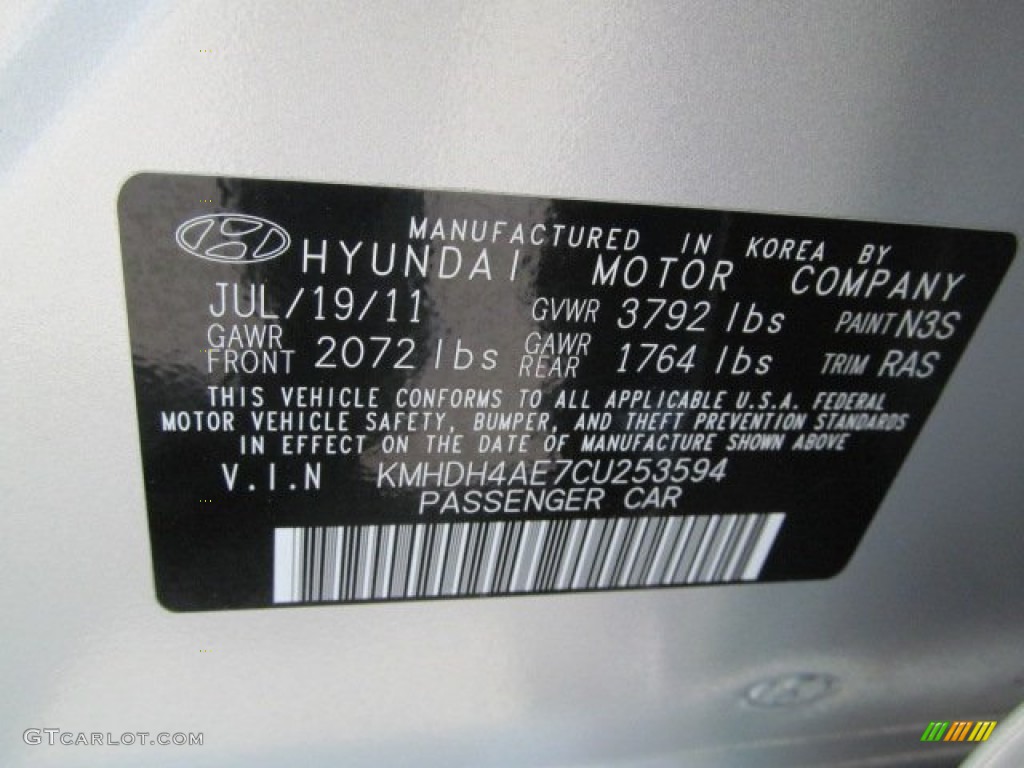 MANUFACTURED IN KOREA BY
HYUNDAI MOTOR COMPANY
JUL/19/11 GVWR 3792 lbs PAINT N3S
GAWR FRONT 2072 lbs GAWR REAR 1764 lbs TRIM RAS
THIS VEHICLE CONFORMS TO ALL APPLICABLE U.S.A. FEDERAL
MOTOR VEHICLE SAFETY, BUMPER, AND THEFT PREVENTION STANDARDS
IN EFFECT ON THE DATE OF MANUFACTURE SHOWN ABOVE
V.I.N KMHDH4AE7CU253594
PASSENGER CAR
GTCARLOT.COM